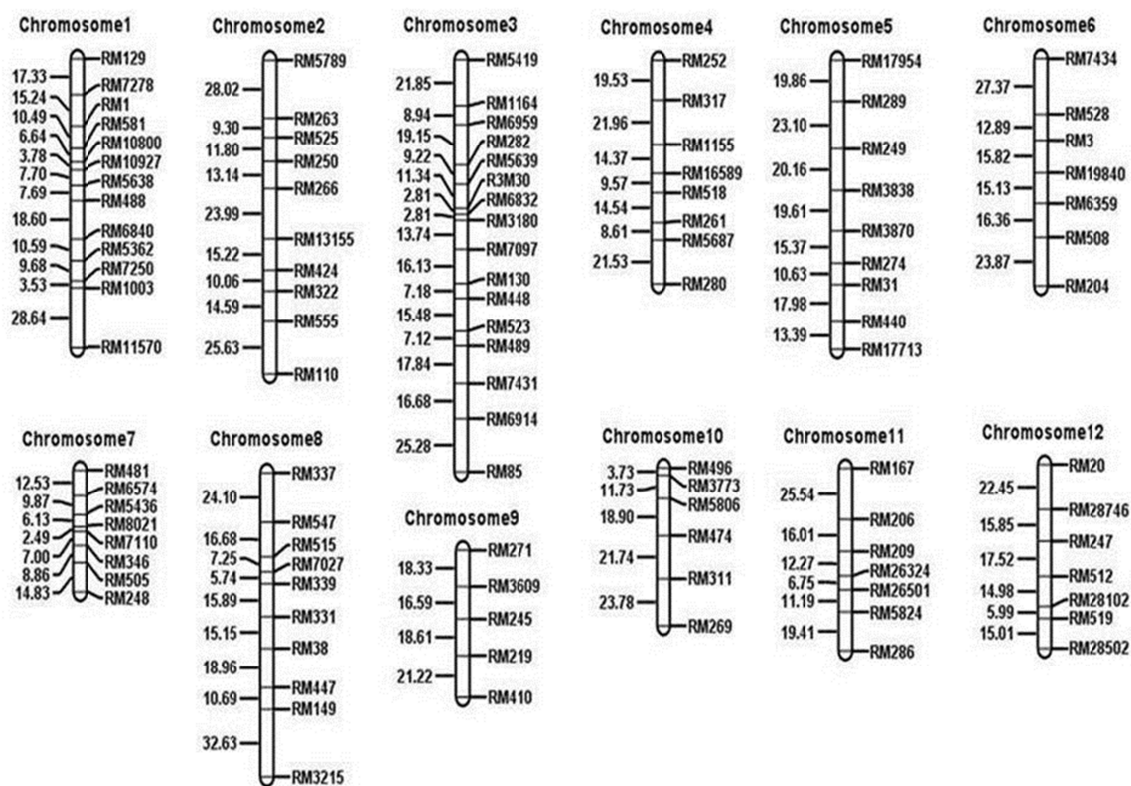 Chromosome1
RM129
17.33
RM7278
15.24
RM1
10.49
RM581
6.64
RM10800
3.78
RM10927
7.70
RM5638
7.69
RM488
18.60
RM6840
10.59
RM5362
9.68
RM7250
3.53
RM1003
28.64
RM11570
Chromosome2
RM5789
28.02
RM263
9.30
RM525
11.80
RM250
13.14
RM266
23.99
RM13155
15.22
RM424
10.06
RM322
14.59
RM555
25.63
RM110
Chromosome3
RM5419
21.85
RM1164
8.94
RM6959
19.15
RM282
9.22
RM5639
11.34
R3M30
2.81
RM6832
2.81
RM3180
13.74
RM7097
16.13
RM130
7.18
RM448
15.48
RM523
7.12
RM489
17.84
RM7431
16.68
RM6914
25.28
RM85
Chromosome4
RM252
19.53
RM317
21.96
RM1155
14.37
RM16589
9.57
RM518
14.54
RM261
8.61
RM5687
21.53
RM280
Chromosome5
RM17954
19.86
RM289
23.10
RM249
20.16
RM3838
19.61
RM3870
15.37
RM274
10.63
RM31
17.98
RM440
13.39
RM17713
Chromosome6
RM7434
27.37
RM528
12.89
RM3
15.82
RM19840
15.13
RM6359
16.36
RM508
23.87
RM204
Chromosome7
RM481
12.53
RM6574
9.87
RM5436
6.13
RM8021
2.49
RM7110
7.00
RM346
8.86
RM505
14.83
RM248
Chromosome8
RM337
24.10
RM547
16.68
RM515
7.25
RM7027
5.74
RM339
15.89
RM331
15.15
RM38
18.96
RM447
10.69
RM149
32.63
RM3215
Chromosome9
RM271
18.33
RM3609
16.59
RM245
18.61
RM219
21.22
RM410
Chromosome10
RM496
3.73
RM3773
11.73
RM5806
18.90
RM474
21.74
RM311
23.78
RM269
Chromosome11
RM167
25.54
RM206
16.01
RM209
12.27
RM26324
6.75
RM26501
11.19
RM5824
19.41
RM286
Chromosome12
RM20
22.45
RM28746
15.85
RM247
17.52
RM512
14.98
RM28102
5.99
RM519
15.01
RM28502